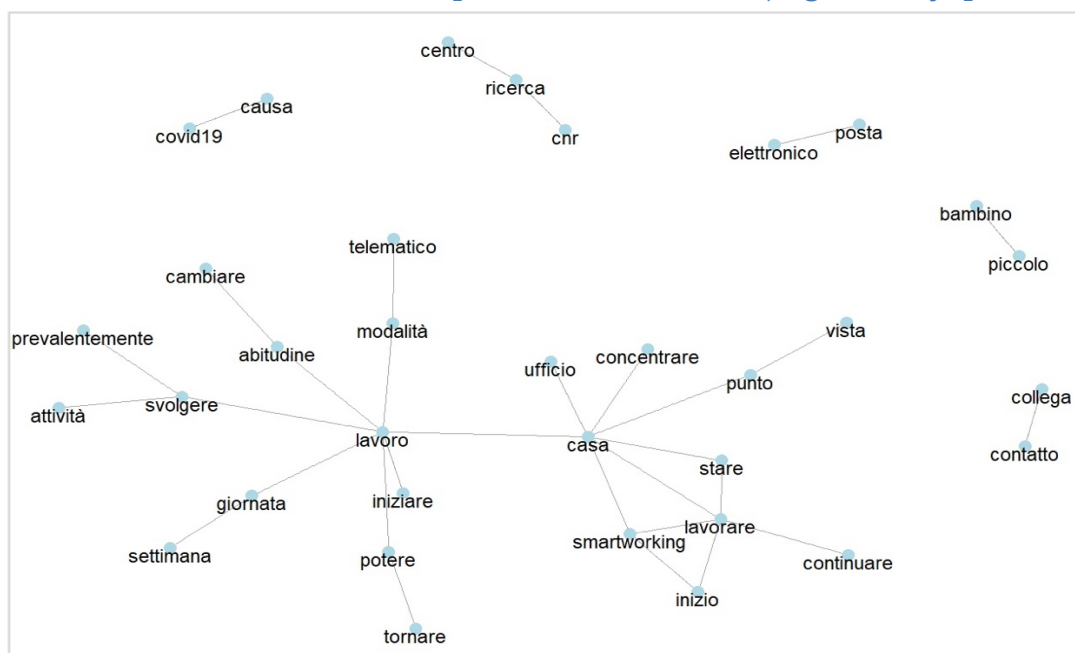 centro
ricerca
causa
covid19
cnr
posta
elettronico
bambino
piccolo
telematico
cambiare
prevalentemente
modalità
vista
abitudine
ufficio
concentrare
punto
collega
attività
svolgere
lavoro
casa
contatto
stare
giornata
iniziare
lavorare
settimana
potere
smartworking
continuare
inizio
tornare